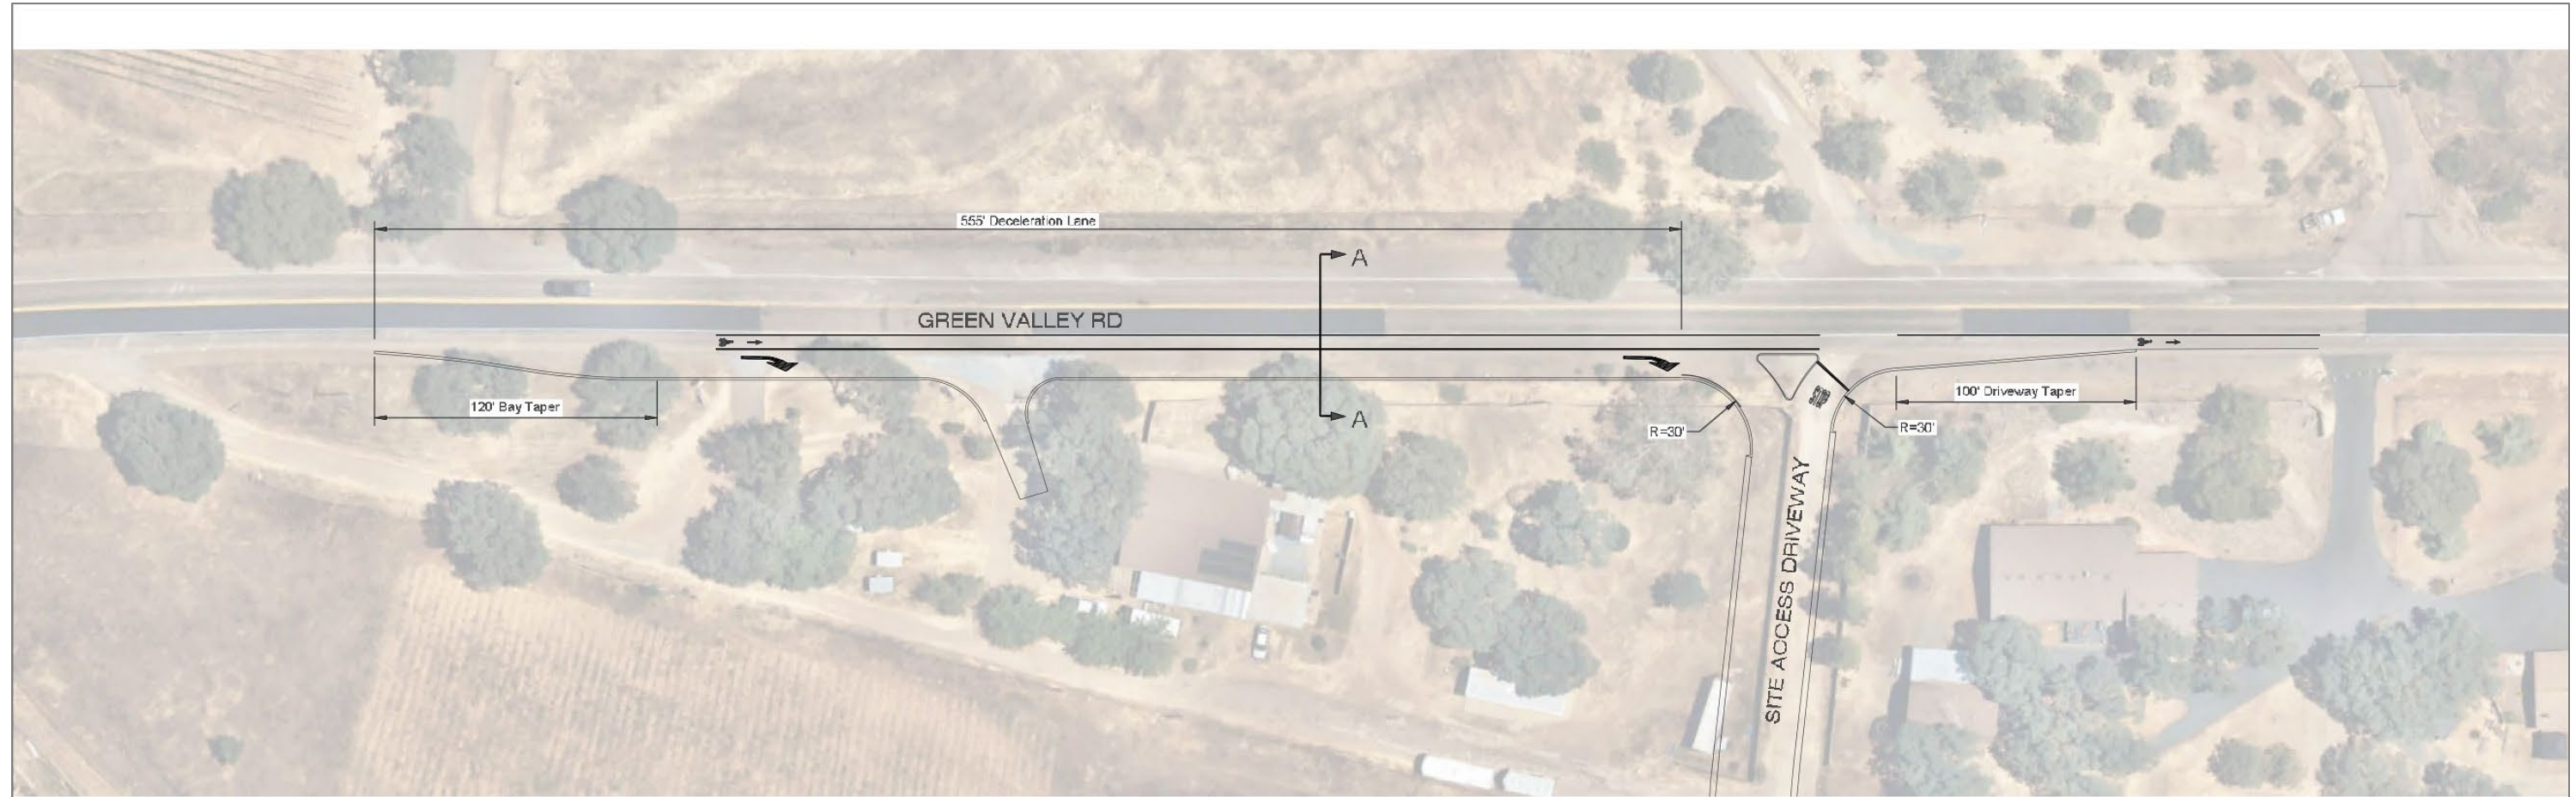 555' Deceleration Lane
A
GREEN VALLEY RD
120' Bay Taper
100' Driveway Taper
A
R=30'
R=30'
SITE ACCESS DRIVEWAY